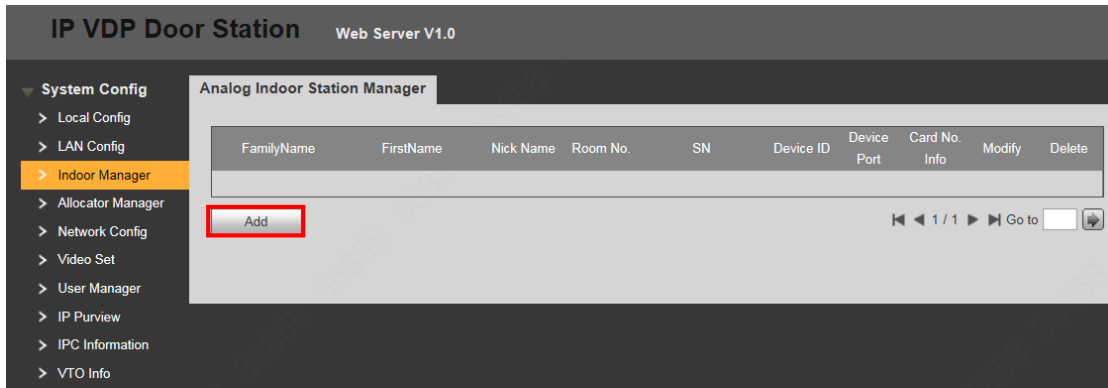 IP VDP Door Station Web Server V1.0
System Config
Local Config
LAN Config
Indoor Manager
Allocator Manager
Network Config
Video Set
User Manager
IP Purview
IPC Information
VTO Info
Analog Indoor Station Manager
FamilyName FirstName Nick Name Room No. SN Device ID Device Port Card No. Info Modify Delete
Add
1 / 1 Go to